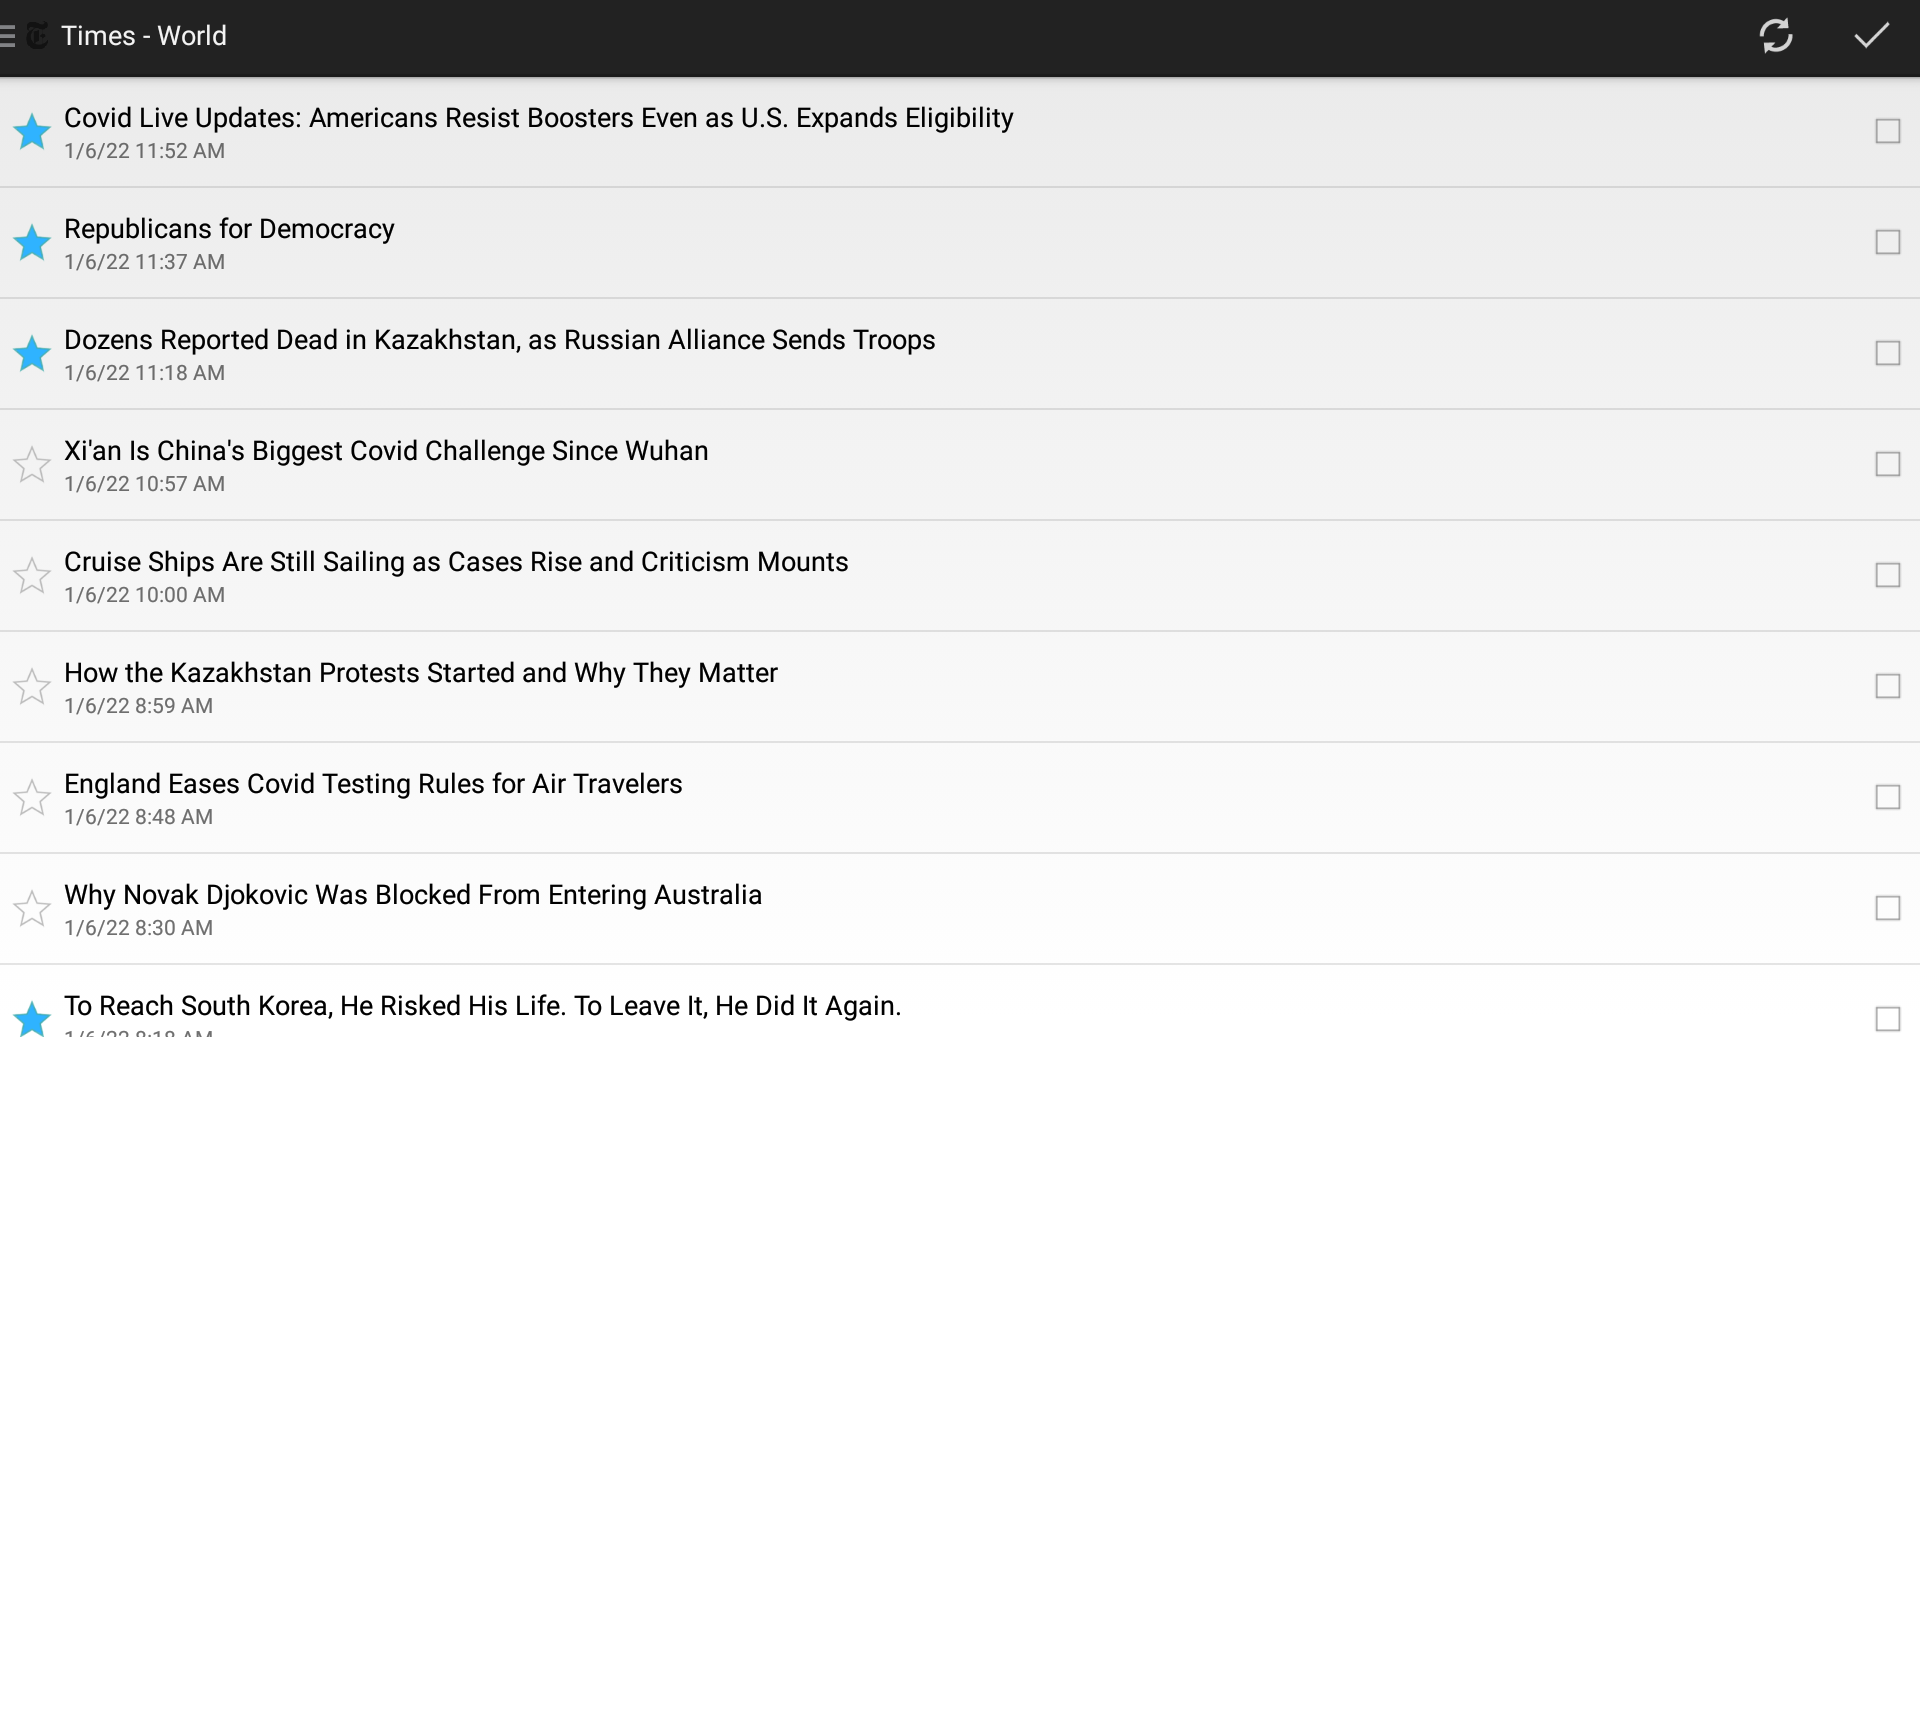 Times - World
Covid Live Updates: Americans Resist Boosters Even as U.S. Expands Eligibility
1/6/22 11:52 AM
Republicans for Democracy
1/6/22 11:37 AM
Dozens Reported Dead in Kazakhstan, as Russian Alliance Sends Troops
1/6/22 11:18 AM
Xi'an Is China's Biggest Covid Challenge Since Wuhan
1/6/22 10:57 AM
Cruise Ships Are Still Sailing as Cases Rise and Criticism Mounts
1/6/22 10:00 AM
How the Kazakhstan Protests Started and Why They Matter
1/6/22 8:59 AM
England Eases Covid Testing Rules for Air Travelers
1/6/22 8:48 AM
Why Novak Djokovic Was Blocked From Entering Australia
1/6/22 8:30 AM
To Reach South Korea, He Risked His Life. To Leave It, He Did It Again.